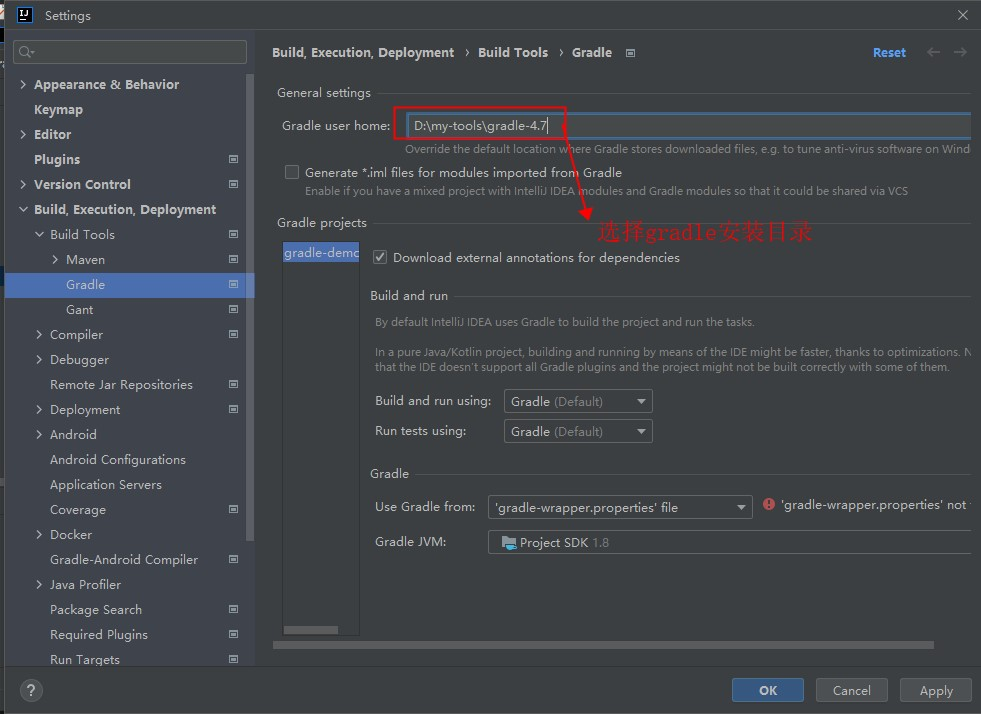 Settings
Build, Execution, Deployment › Build Tools › Gradle
Reset
Appearance & Behavior
Keymap
Editor
Plugins
Version Control
Build, Execution, Deployment
Build Tools
Maven
Gradle
Gant
Compiler
Debugger
Remote Jar Repositories
Deployment
Android
Android Configurations
Application Servers
Coverage
Docker
Gradle-Android Compiler
Java Profiler
Package Search
Required Plugins
Run Targets
General settings
Gradle user home: D:\my-tools\gradle-4.7
Override the default location where Gradle stores downloaded files, e.g. to tune anti-virus software on Wind
Generate *.iml files for modules imported from Gradle
Enable if you have a mixed project with IntelliJ IDEA modules and Gradle modules so that it could be shared via VCS
选择gradle安装目录
Gradle projects
gradle-demo
Download external annotations for dependencies
Build and run
By default IntelliJ IDEA uses Gradle to build the project and run the tasks.
In a pure Java/Kotlin project, building and running by means of the IDE might be faster, thanks to optimizations. N
that the IDE doesn't support all Gradle plugins and the project might not be built correctly with some of them.
Build and run using: Gradle (Default)
Run tests using: Gradle (Default)
Gradle
Use Gradle from: 'gradle-wrapper.properties' file 'gradle-wrapper.properties' not
Gradle JVM: Project SDK 1.8
?
OK
Cancel
Apply